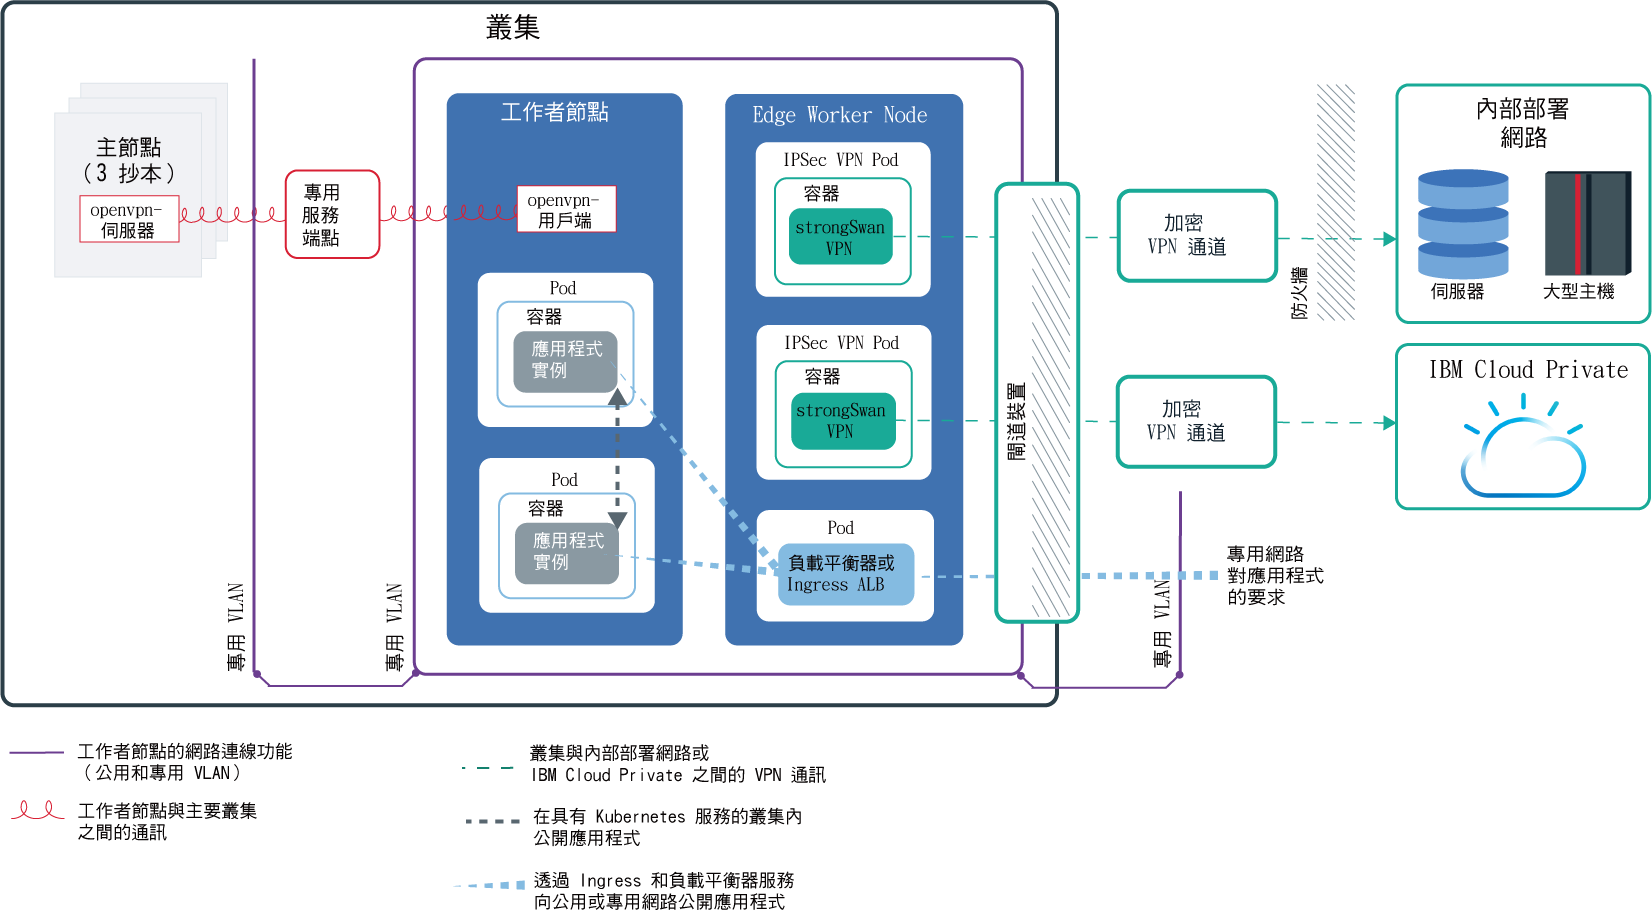 叢集
主節點
（3 抄本）
openvpn-
伺服器
專用
服務
端點
工作者節點
openvpn-
用戶端
Pod
容器
應用程式
實例
Pod
容器
應用程式
實例
Edge Worker Node
IPSec VPN Pod
容器
strongSwan
VPN
IPSec VPN Pod
容器
strongSwan
VPN
Pod
負載平衡器或
Ingress ALB
閘道裝置
加密
VPN 通道
加密
VPN 通道
防火牆
內部部署
網路
伺服器
大型主機
IBM Cloud Private
專用網路
對應用程式
的要求
專用 VLAN
專用 VLAN
專用 VLAN
工作者節點的網路連線功能
（公用和專用 VLAN）
工作者節點與主要叢集
之間的通訊
叢集與內部部署網路或
IBM Cloud Private 之間的 VPN 通訊
在具有 Kubernetes 服務的叢集內
公開應用程式
透過 Ingress 和負載平衡器服務
向公用或專用網路公開應用程式